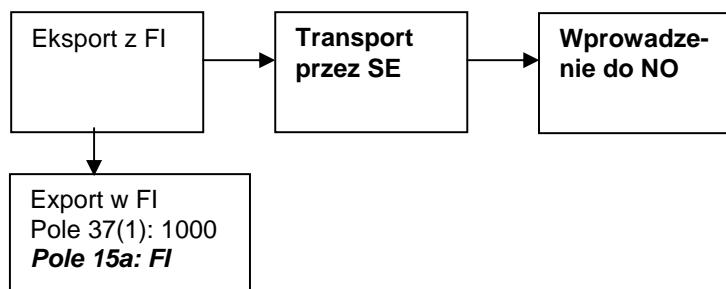 Eksport z FI
Transport
przez SE
Wprowadze-
nie do NO
Export w FI
Pole 37(1): 1000
Pole 15a: FI